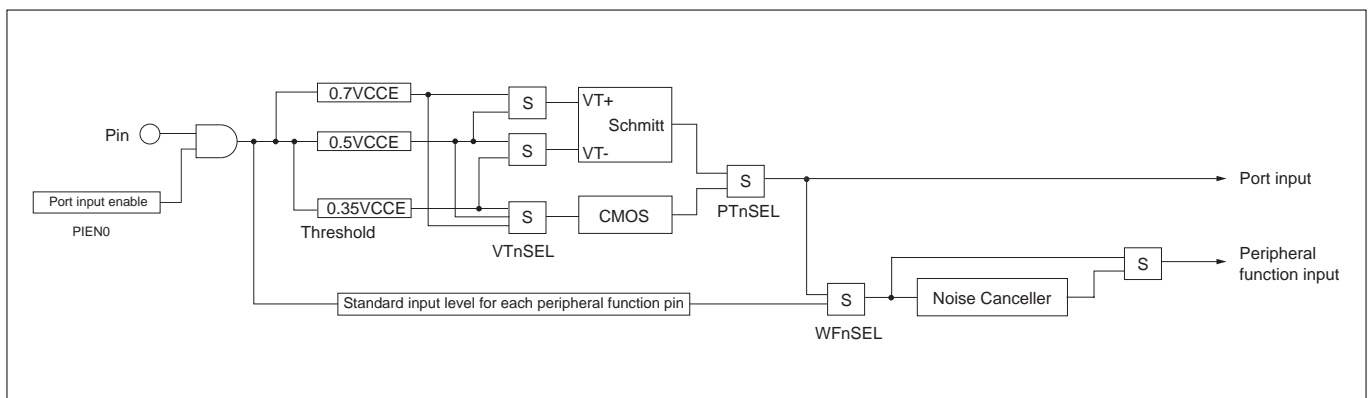 0.7VCCE
S
VT+
Schmitt
Pin
0.5VCCE
S
VT-
S
Port input
PTnSEL
Port input enable
PIEN0
0.35VCCE
Threshold
S
CMOS
VTnSEL
S
Peripheral
function input
Standard input level for each peripheral function pin
S
Noise Canceller
WFnSEL